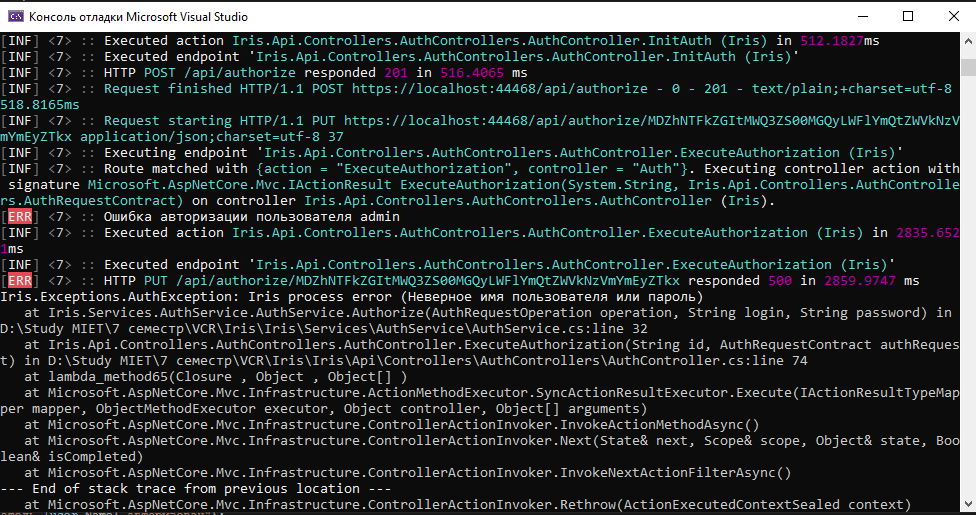 Консоль отладки Microsoft Visual Studio
[INF] <7> :: Executed action Iris.Api.Controllers.AuthControllers.AuthController.InitAuth (Iris) in 512.1827ms
[INF] <7> :: Executed endpoint 'Iris.Api.Controllers.AuthControllers.AuthController.InitAuth (Iris)'
[INF] <7> :: HTTP POST /api/authorize responded 201 in 516.4065 ms
[INF] <7> :: Request finished HTTP/1.1 POST https://localhost:44468/api/authorize - 0 - 201 - text/plain;+charset=utf-8
518.8165ms
[INF] <7> :: Request starting HTTP/1.1 PUT https://localhost:44468/api/authorize/MDZhNTFkZGItMWQ3ZS00MGQyLWFlYmQtZWVkNzV
mYmEyZTkx application/json;charset=utf-8 37
[INF] <7> :: Executing endpoint 'Iris.Api.Controllers.AuthControllers.AuthController.ExecuteAuthorization (Iris)'
[INF] <7> :: Route matched with {action = "ExecuteAuthorization", controller = "Auth"}. Executing controller action with
signature Microsoft.AspNetCore.Mvc.IActionResult ExecuteAuthorization(System.String, Iris.Api.Controllers.AuthControlle
rs.AuthRequestContract) on controller Iris.Api.Controllers.AuthControllers.AuthController (Iris).
[ERR] <7> :: Ошибка авторизации пользователя admin
[INF] <7> :: Executed action Iris.Api.Controllers.AuthControllers.AuthController.ExecuteAuthorization (Iris) in 2835.652
1ms
[INF] <7> :: Executed endpoint 'Iris.Api.Controllers.AuthControllers.AuthController.ExecuteAuthorization (Iris)'
[ERR] <7> :: HTTP PUT /api/authorize/MDZhNTFkZGItMWQ3ZS00MGQyLWFlYmQtZWVkNzVmYmEyZTkx responded 500 in 2859.9747 ms
Iris.Exceptions.AuthException: Iris process error (Неверное имя пользователя или пароль)
at Iris.Services.AuthService.AuthService.Authorize(AuthRequestOperation operation, String login, String password) in
D:\Study MIET\7 семестр\VCR\Iris\Iris\Services\AuthService\AuthService.cs:line 32
at Iris.Api.Controllers.AuthControllers.AuthController.ExecuteAuthorization(String id, AuthRequestContract authReques
t) in D:\Study MIET\7 семестр\VCR\Iris\Iris\Api\Controllers\AuthControllers\AuthController.cs:line 74
at lambda_method65(Closure , Object , Object[] )
at Microsoft.AspNetCore.Mvc.Infrastructure.ActionMethodExecutor.SyncActionResultExecutor.Execute(IActionResultTypeMap
per mapper, ObjectMethodExecutor executor, Object controller, Object[] arguments)
at Microsoft.AspNetCore.Mvc.Infrastructure.ControllerActionInvoker.InvokeActionMethodAsync()
at Microsoft.AspNetCore.Mvc.Infrastructure.ControllerActionInvoker.Next(State& next, Scope& scope, Object& state, Boo
lean& isCompleted)
at Microsoft.AspNetCore.Mvc.Infrastructure.ControllerActionInvoker.InvokeNextActionFilterAsync()
--- End of stack trace from previous location ---
at Microsoft.AspNetCore.Mvc.Infrastructure.ControllerActionInvoker.Rethrow(ActionExecutedContextSealed context)